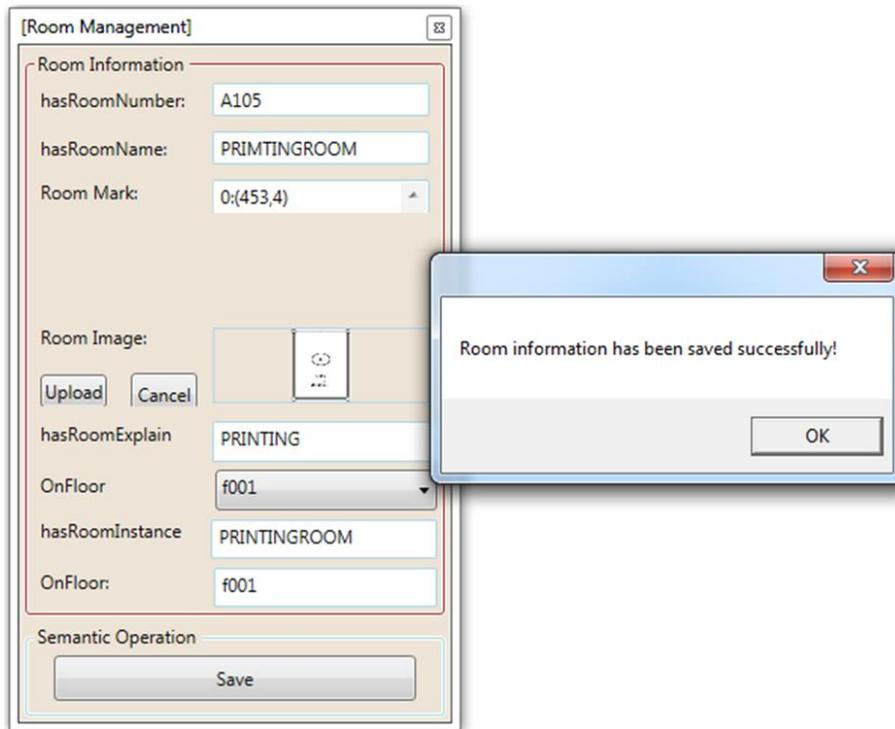 [Room Management]
Room Information
hasRoomNumber: A105
hasRoomName: PRIMTINGROOM
Room Mark: 0:(453,4)
Room Image:
Upload Cancel
hasRoomExplain PRINTING
OnFloor f001
hasRoomInstance PRINTINGROOM
OnFloor: f001
Semantic Operation
Save
Room information has been saved successfully!
OK